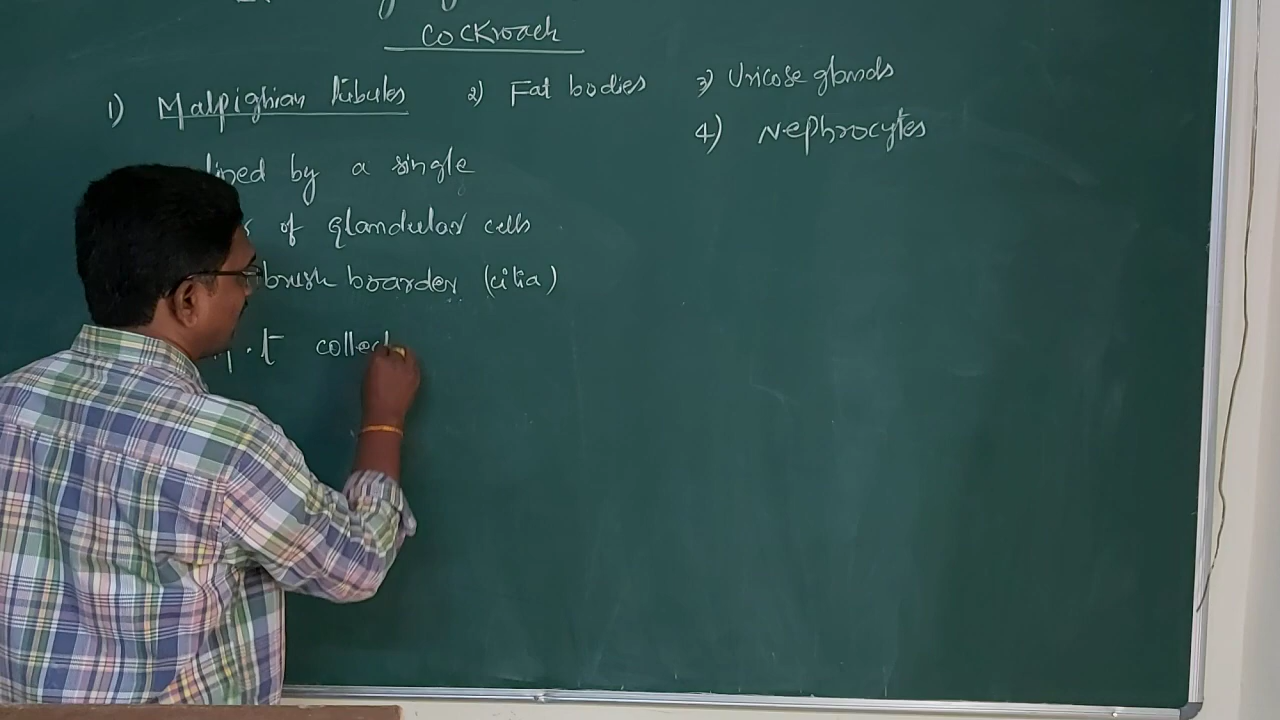 Cockroach
1) Malpighian Tubules 2) Fat bodies 3) Uricose glands
4) Nephrocytes
lined by a single
of glandular cells
brush boarder (cilia)
collect